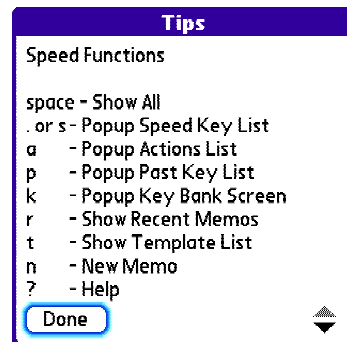 Tips
Speed Functions
space - Show All
. or s - Popup Speed Key List
a - Popup Actions List
p - Popup Past Key List
k - Popup Key Bank Screen
r - Show Recent Memos
t - Show Template List
n - New Memo
? - Help
Done